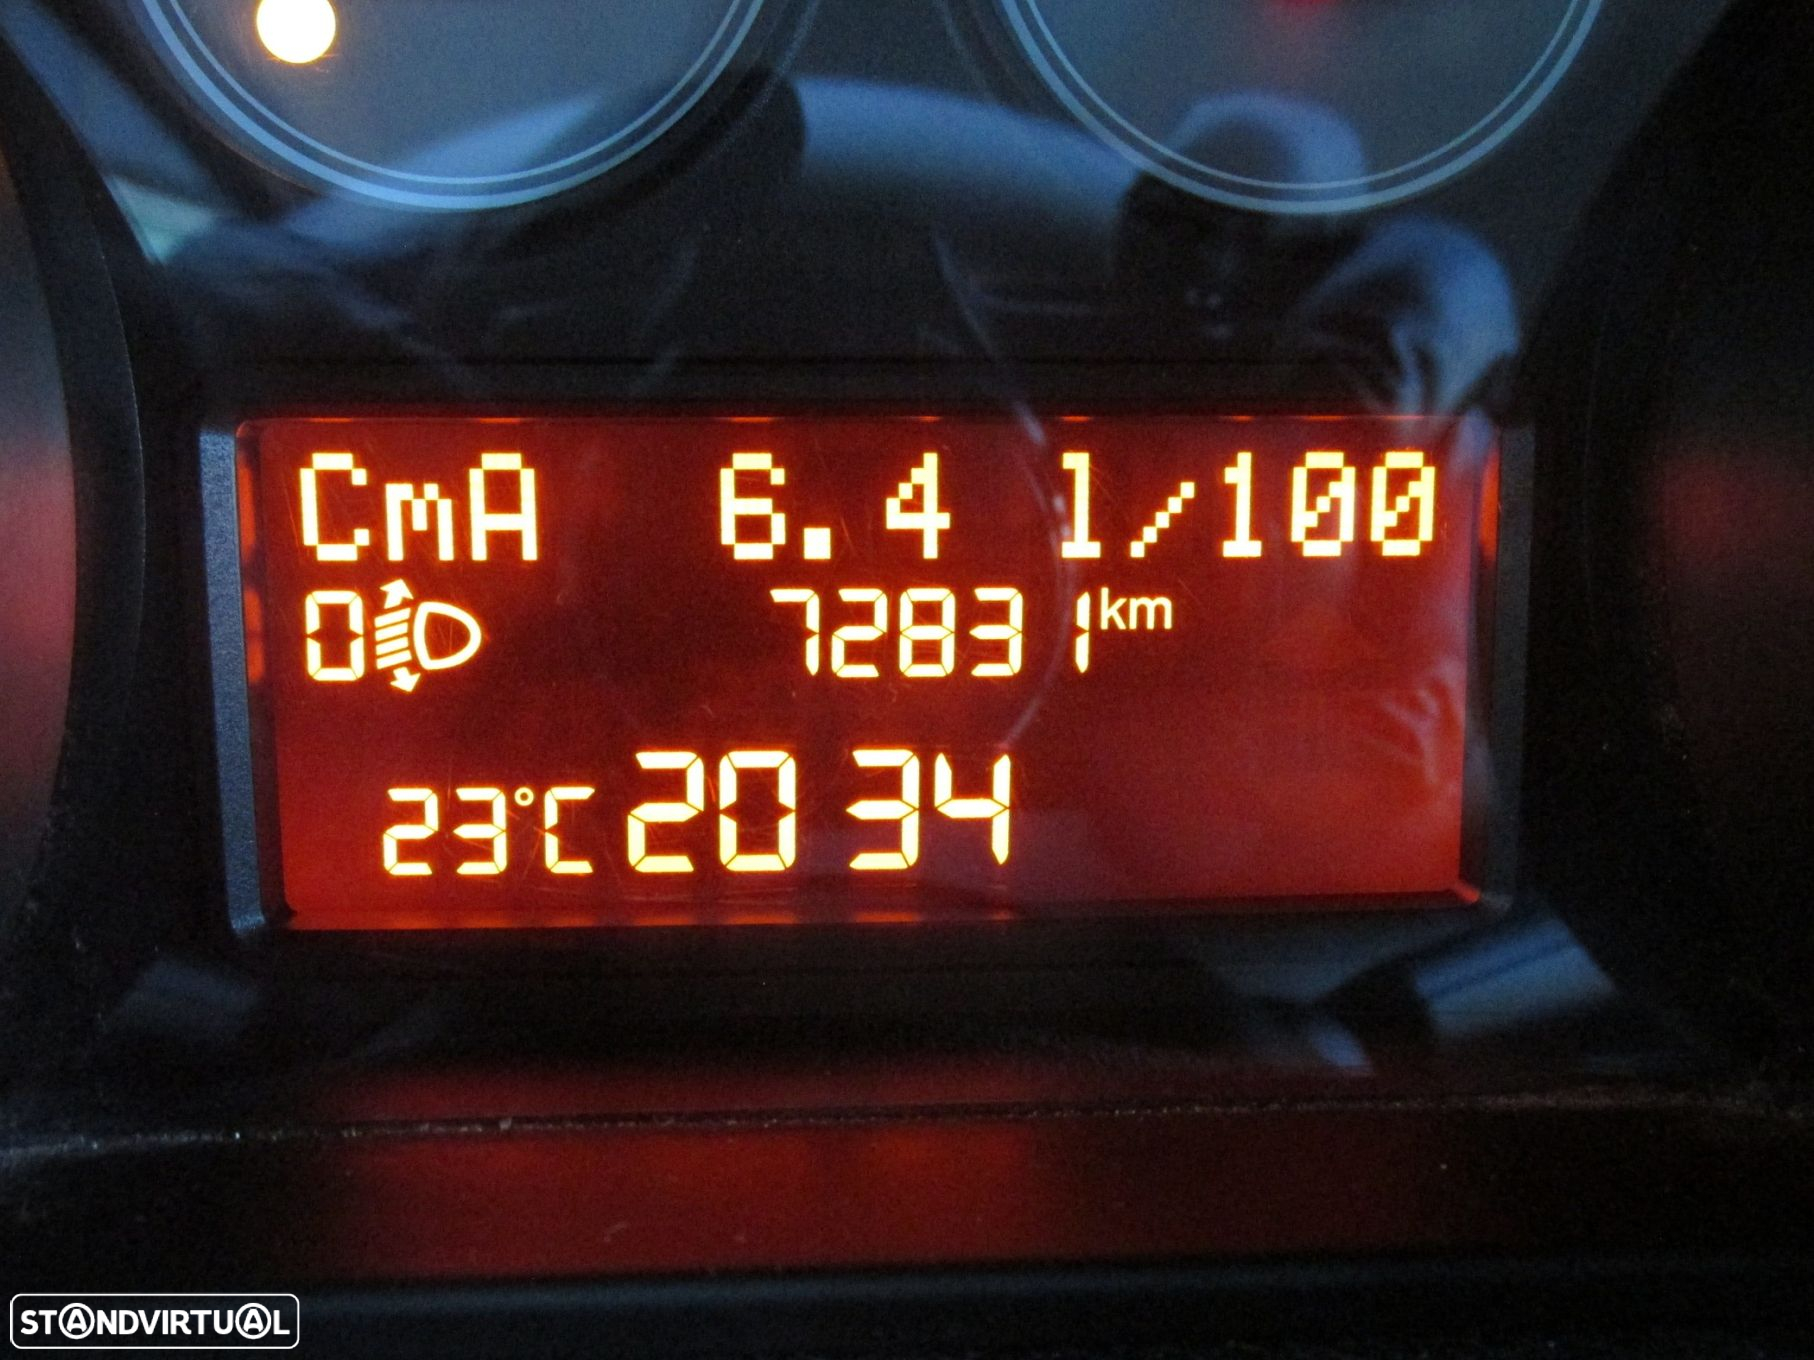 CmA 6.4 l/100
0 72831 km
23°C 20 34
STANDVIRTUAL